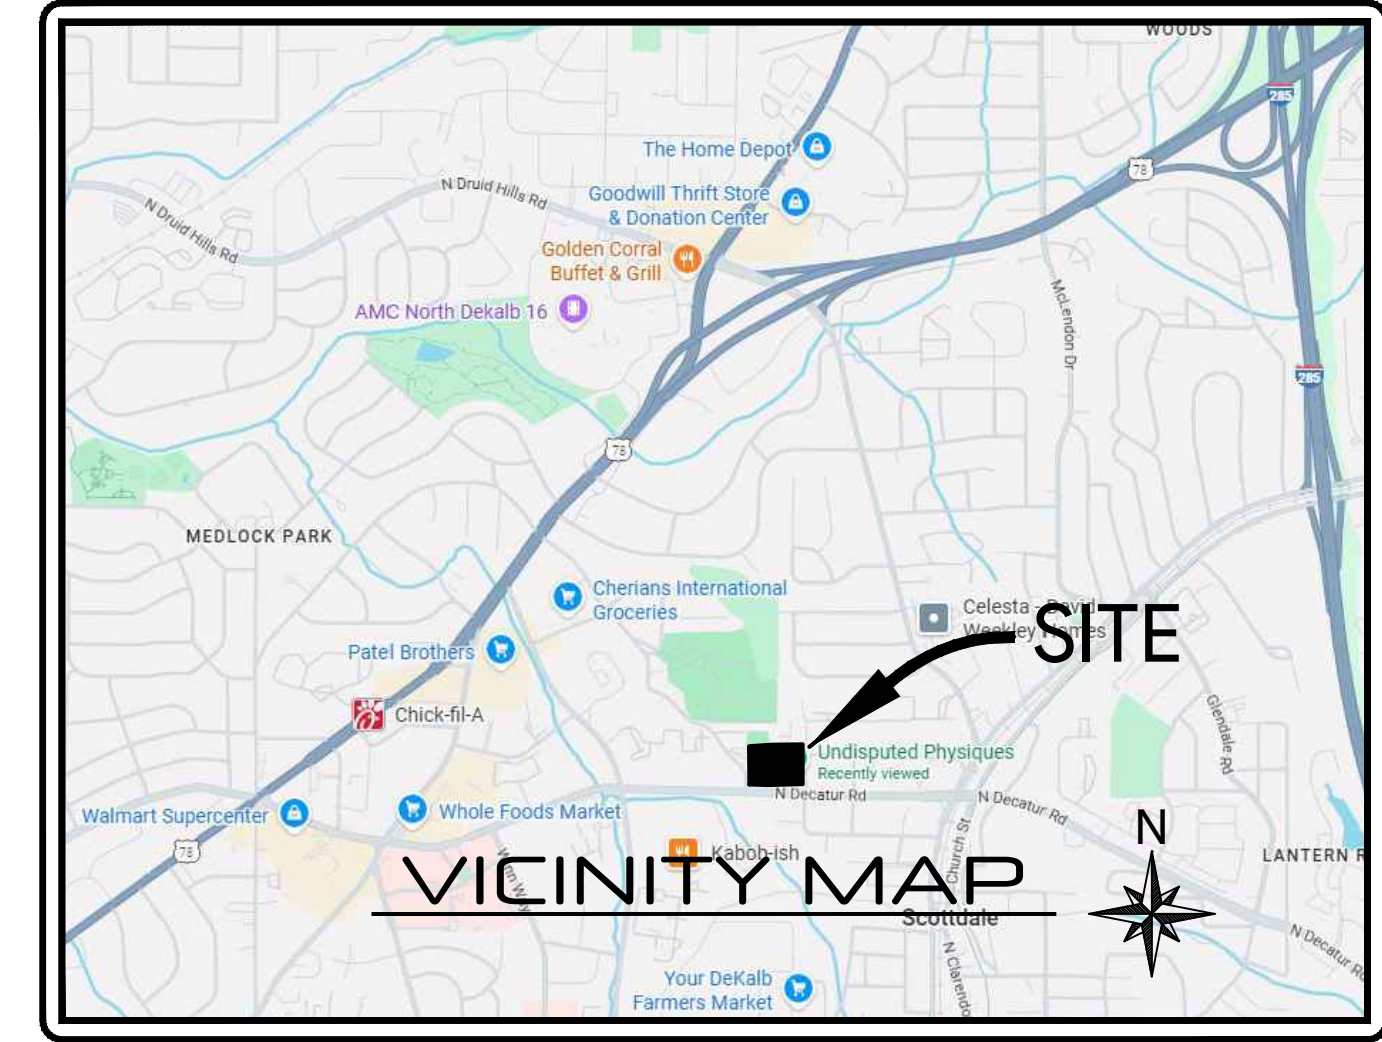 WOODS
285
The Home Depot
78
N Druid Hills Rd
Goodwill Thrift Store
& Donation Center
N Druid Hills Rd
Golden Corral
Buffet & Grill
AMC North Dekalb 16
McLendon Dr
285
78
MEDLOCK PARK
Cherians International
Groceries
Celesta - David
Weekley Homes
SITE
Patel Brothers
Chick-fil-A
Glendale Rd
Undisputed Physiques
Recently viewed
N Decatur Rd
N Decatur Rd
Walmart Supercenter
Whole Foods Market
78
Kabob-ish
Church St
N
LANTERN R
VICINITY MAP
Scottdale
N Decatur Rd
N Clarendo
Your DeKalb
Farmers Market